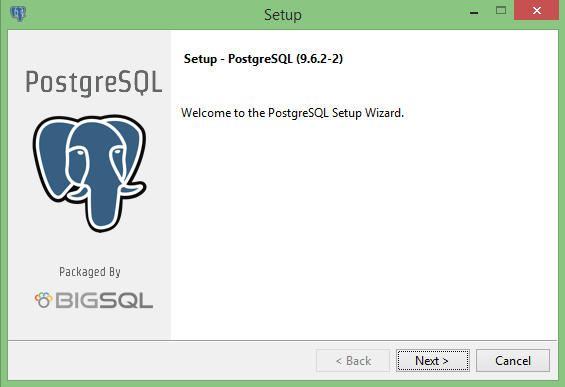 Setup
PostgreSQL
Setup - PostgreSQL (9.6.2-2)
Welcome to the PostgreSQL Setup Wizard.
Packaged By
BIGSQL
< Back
Next >
Cancel